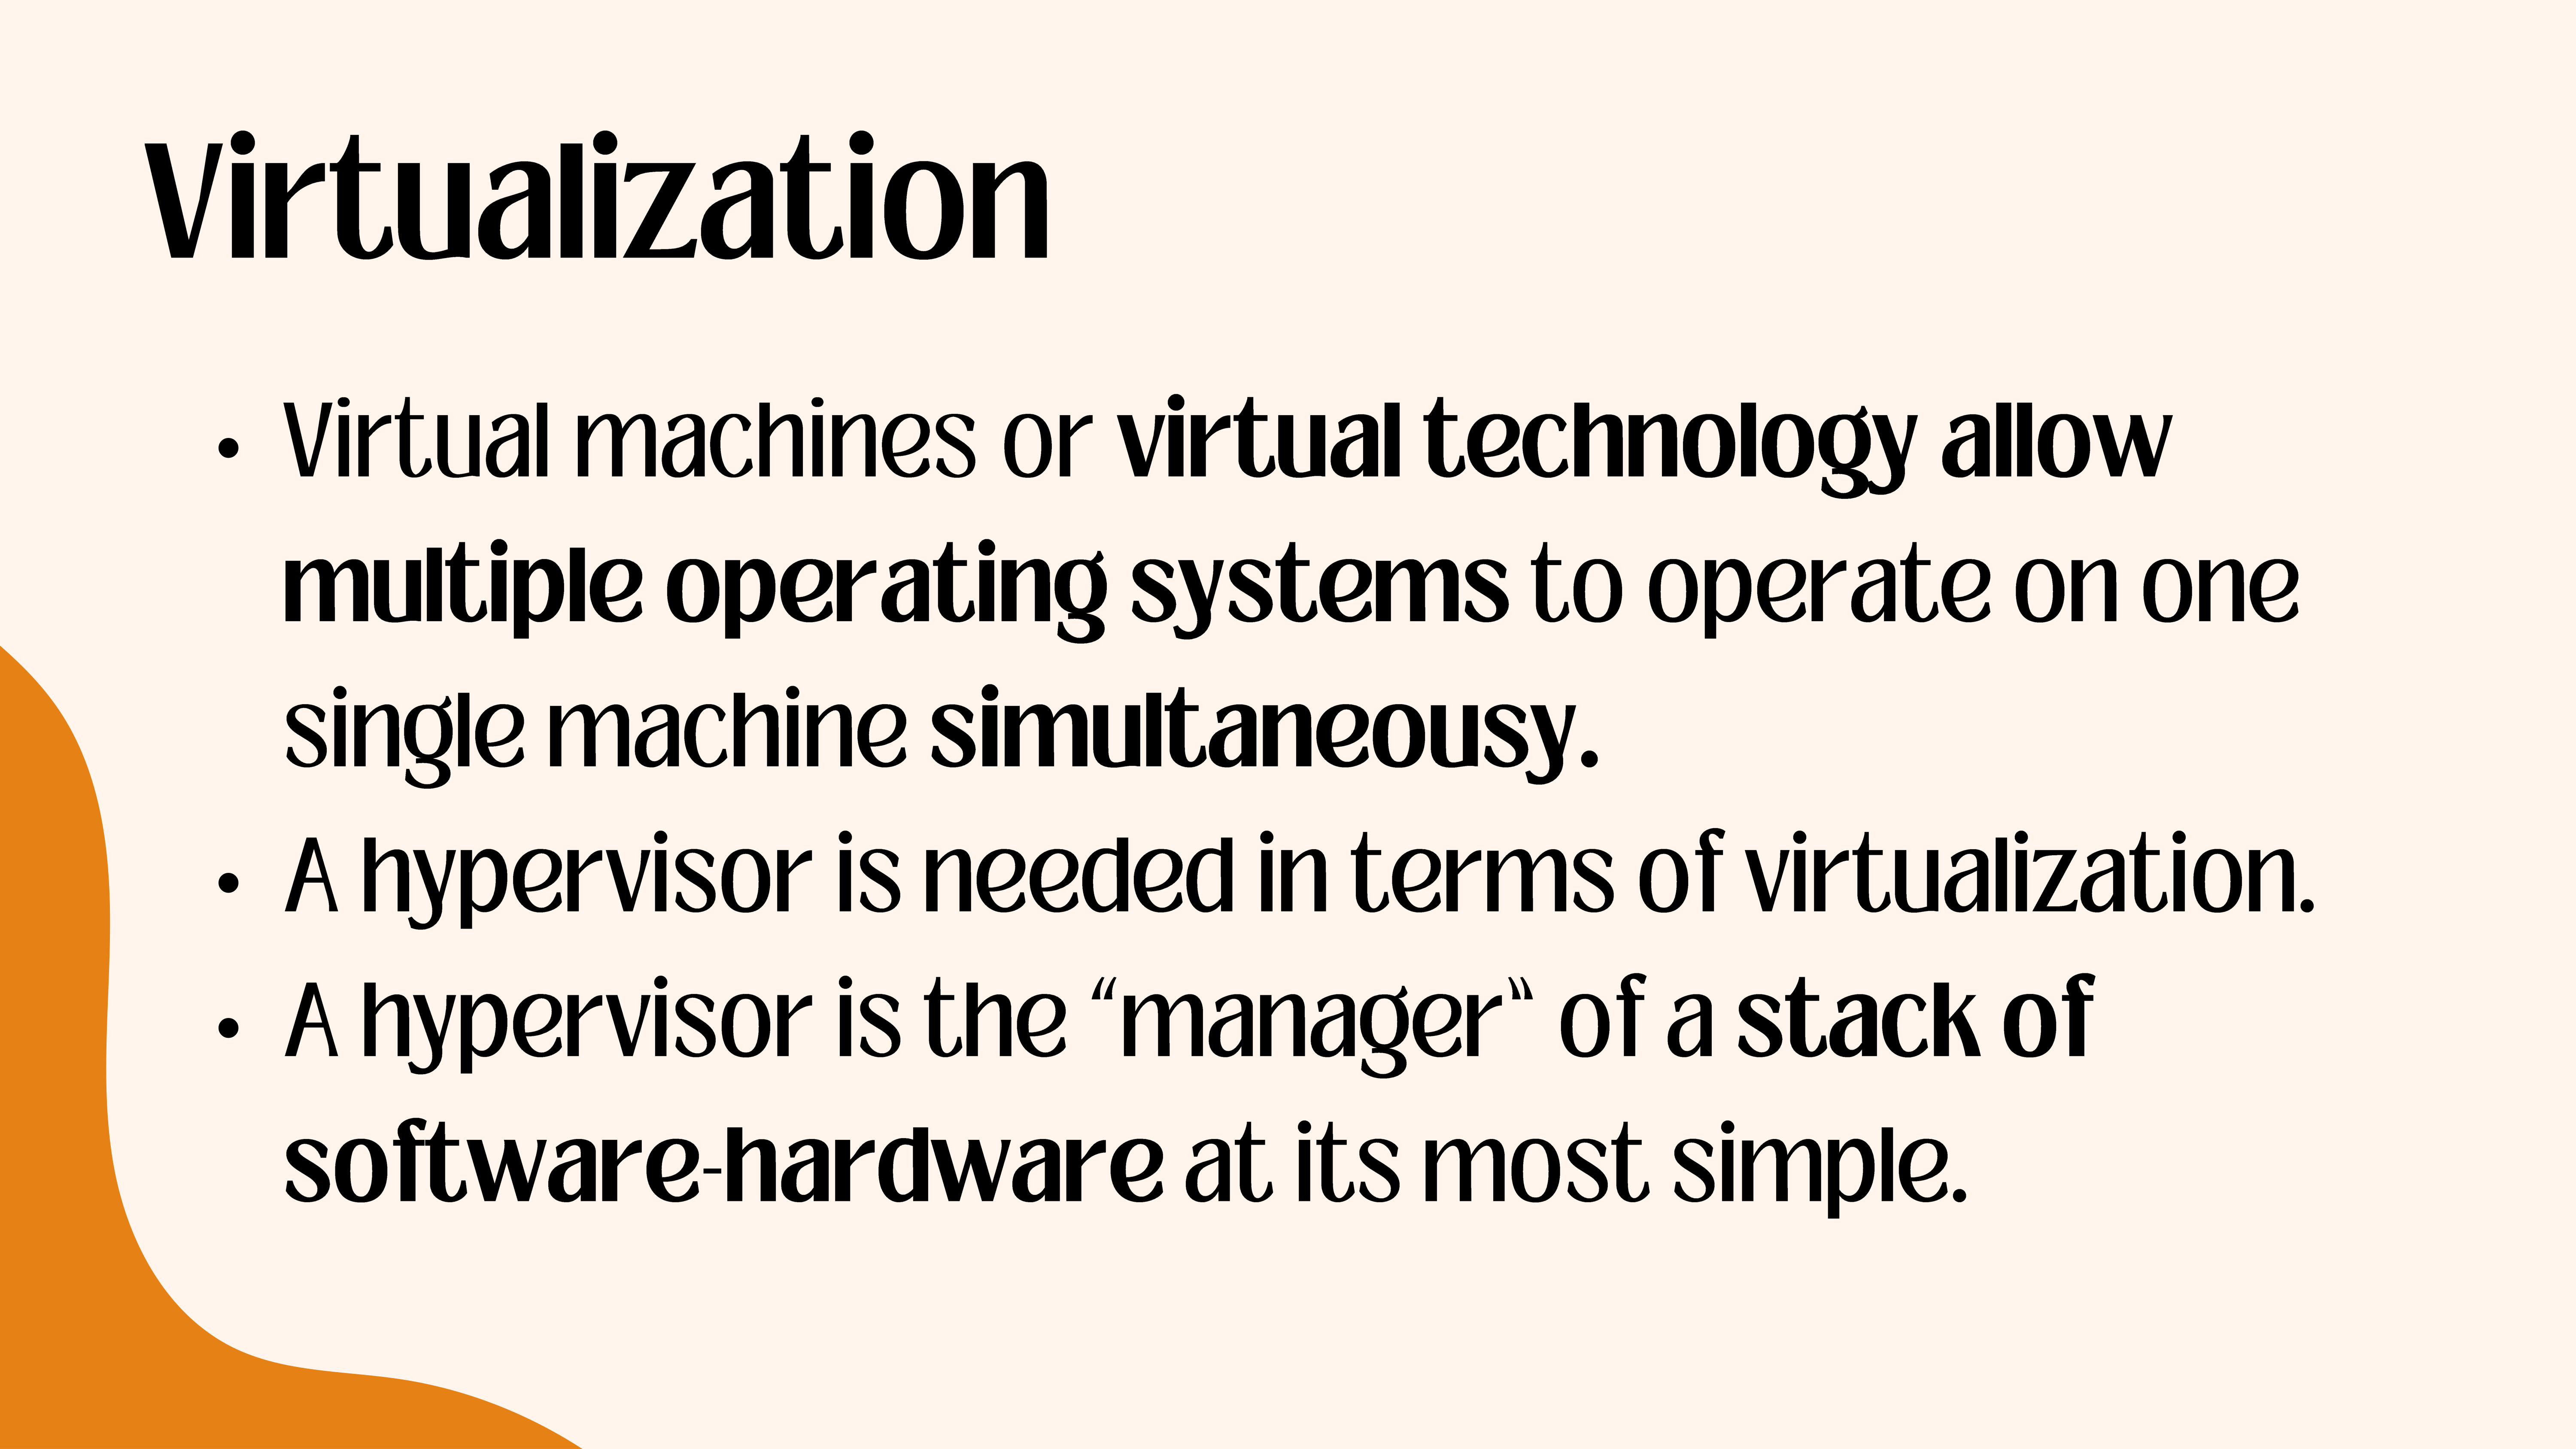 Virtualization
• Virtual machines or virtual technology allow
multiple operating systems to operate on one
single machine simultaneousy.
• A hypervisor is needed in terms of virtualization.
• A hypervisor is the “manager” of a stack of
software-hardware at its most simple.